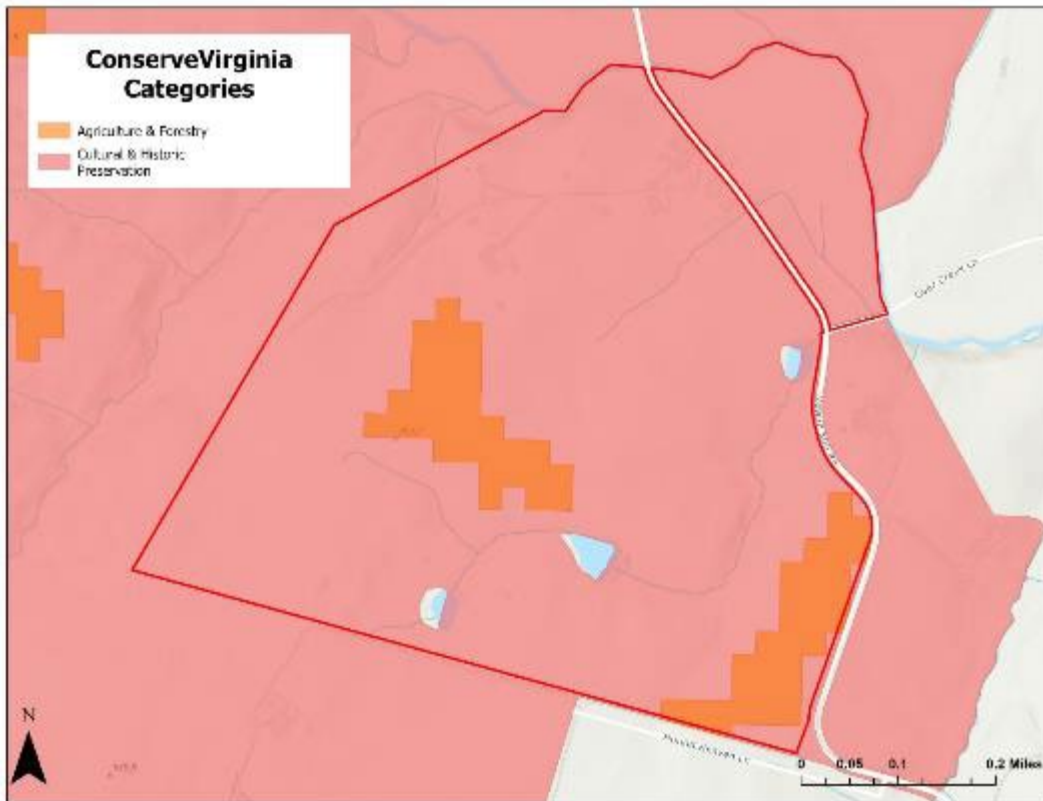 ConserveVirginia
Categories
Agriculture & Forestry
Cultural & Historic
Preservation
N
0 0.05 0.1 0.2 Miles